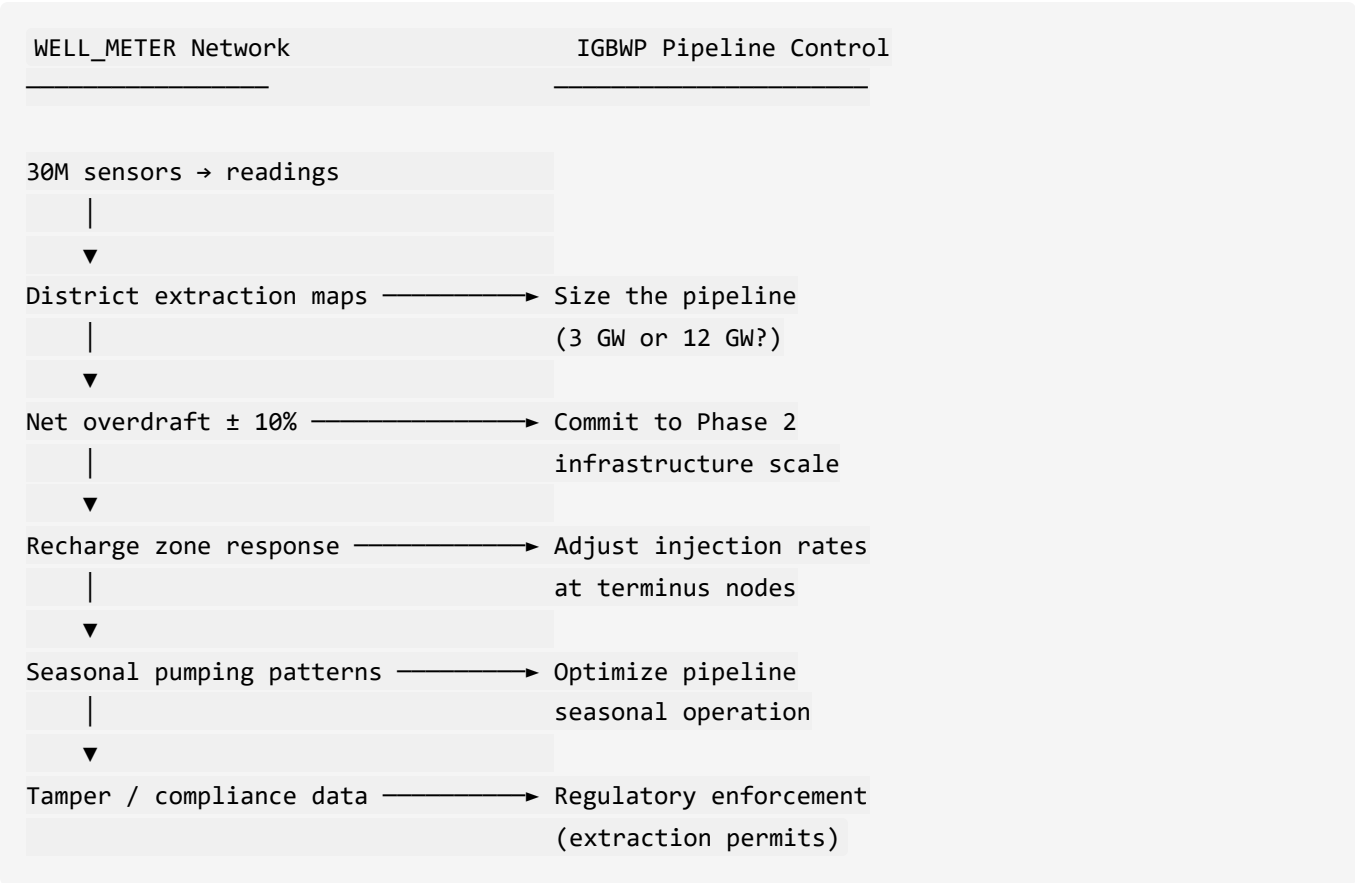 WELL_METER Network IGBWP Pipeline Control
───────────────── ──────────────────────
30M sensors → readings
│
▼
District extraction maps ──────────► Size the pipeline
│ (3 GW or 12 GW?)
▼
Net overdraft ± 10% ───────────────► Commit to Phase 2
│ infrastructure scale
▼
Recharge zone response ────────────► Adjust injection rates
│ at terminus nodes
▼
Seasonal pumping patterns ─────────► Optimize pipeline
│ seasonal operation
▼
Tamper / compliance data ──────────► Regulatory enforcement
(extraction permits)